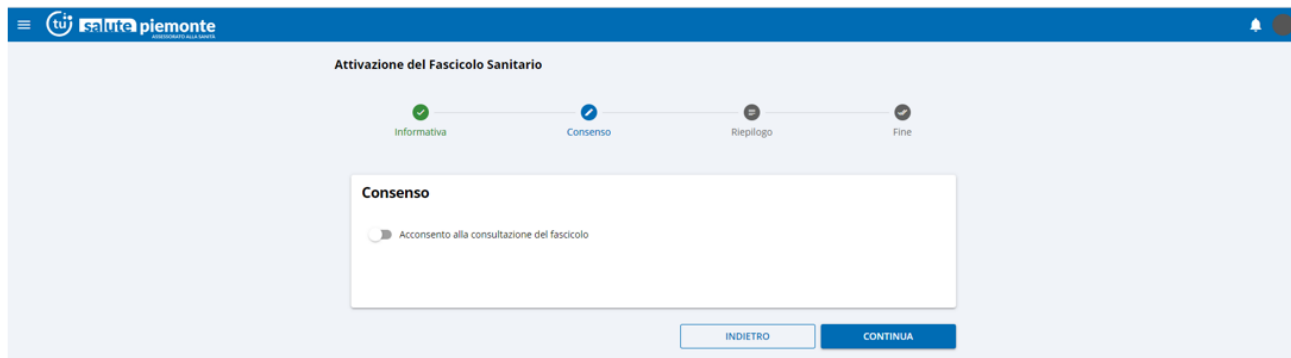 tu salute piemonte
ASSESSORATO ALLA SANITÀ
Attivazione del Fascicolo Sanitario
Informativa
Consenso
Riepilogo
Fine
Consenso
Acconsento alla consultazione del fascicolo
INDIETRO
CONTINUA